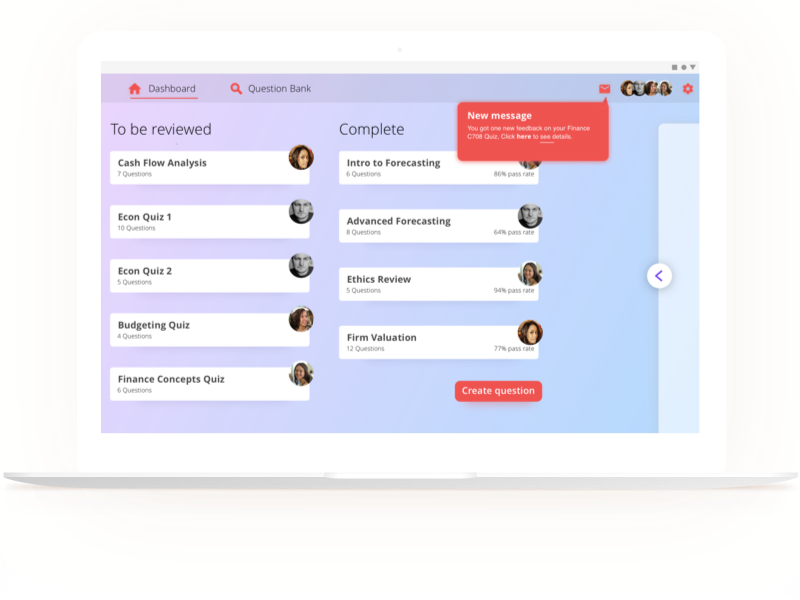 Dashboard
Question Bank
To be reviewed
Cash Flow Analysis
7 Questions
Econ Quiz 1
10 Questions
Econ Quiz 2
5 Questions
Budgeting Quiz
4 Questions
Finance Concepts Quiz
6 Questions
Complete
New message
You got one new feedback on your Finance
C708 Quiz, Click here to see details.
Intro to Forecasting
6 Questions
86% pass rate
Advanced Forecasting
8 Questions
64% pass rate
Ethics Review
5 Questions
94% pass rate
Firm Valuation
12 Questions
77% pass rate
Create question